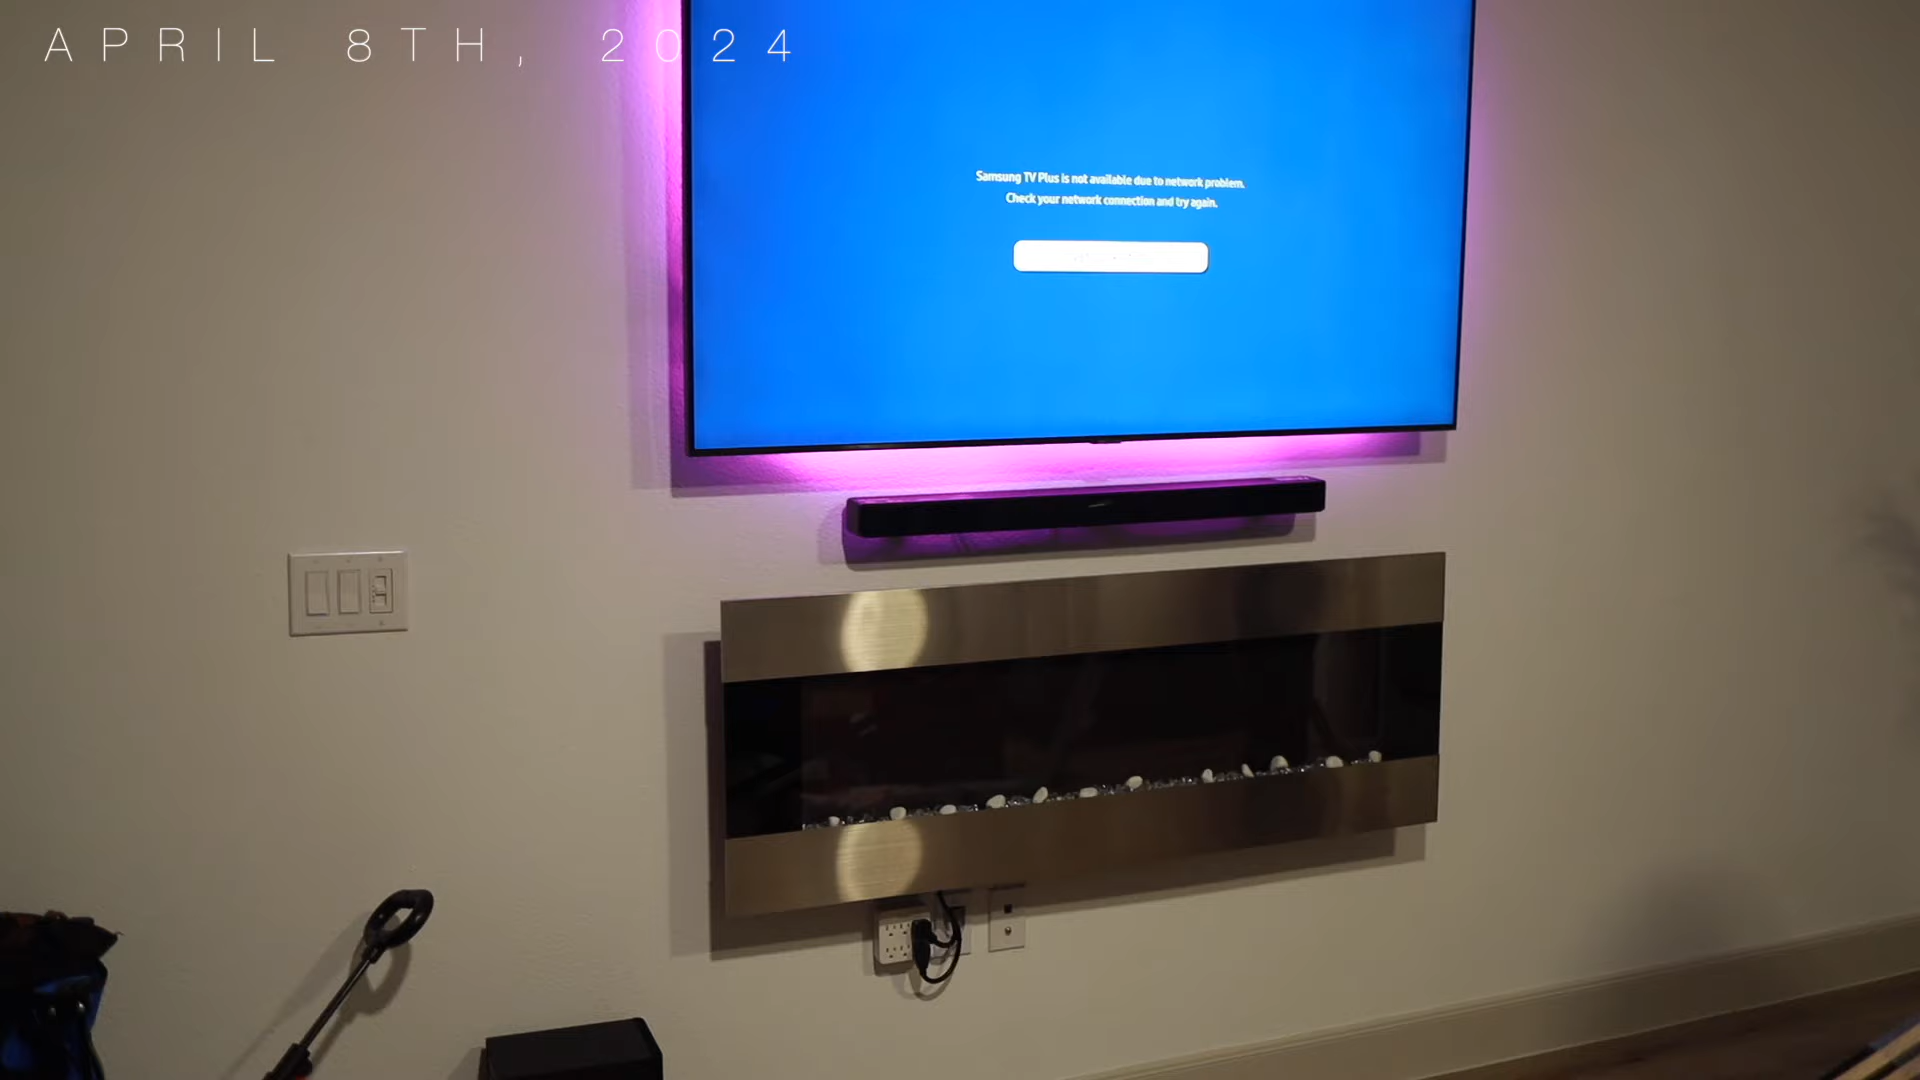 APRIL 8TH, 2024
Samsung TV Plus is not available due to network problem.
Check your network connection and try again.